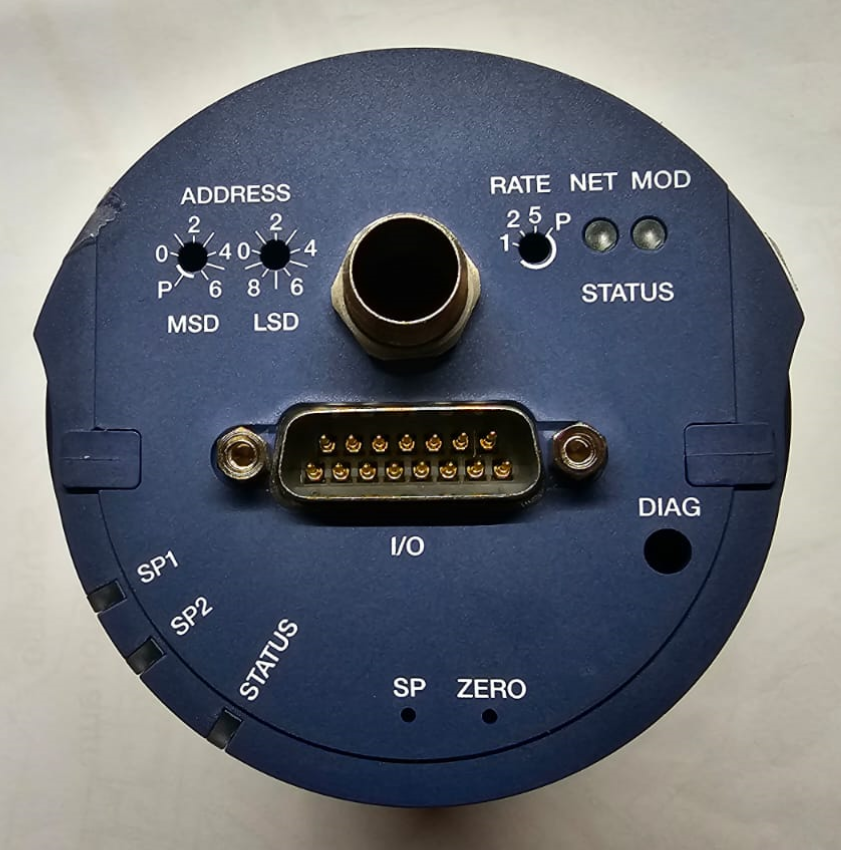 ADDRESS
RATE NET MOD
2 2
0 4 0 4
P 6 8 6
MSD LSD
1 2 5 P
STATUS
I/O
DIAG
SP1
SP2
STATUS
SP ZERO